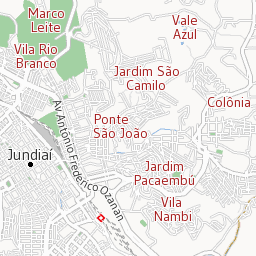 Marco
Leite
Vale
Azul
Vila Rio
Branco
Jardim São
Camilo
Colônia
Ponte
São João
Av Antônio Frederico Ozanan
Jundiaí
Jardim
Pacaembú
Vila
Nambi